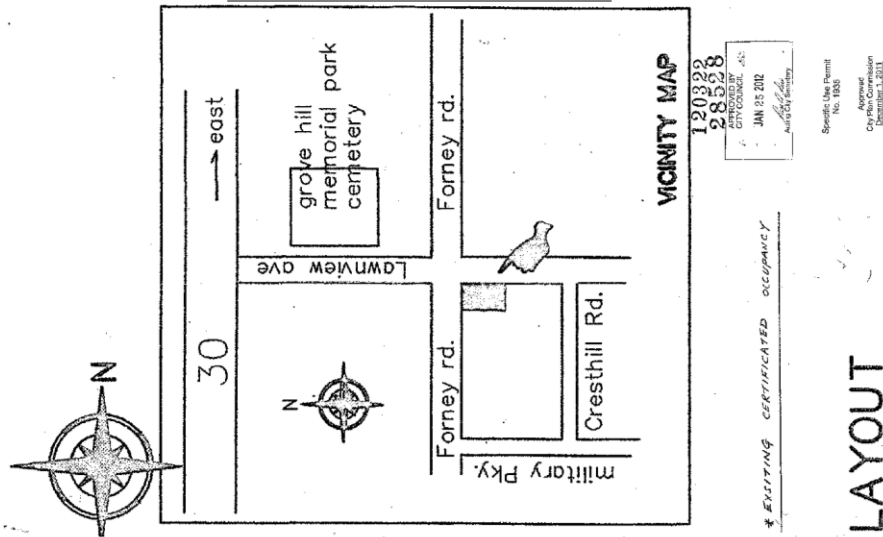 N
30
→ east
grove hill
memorial park
cemetery
Lawnview ave
N
Forney rd.
Forney rd.
Cresthill Rd.
military Pky.
VICINITY MAP
120322
28528
APPROVED BY
CITY COUNCIL
JAN 25 2012
Acting City Secretary
Specific Use Permit
No. 1935
Approved
City Plan Commission
December 1, 2011
* EXSITING CERTIFICATED OCCUPANCY
LAYOUT